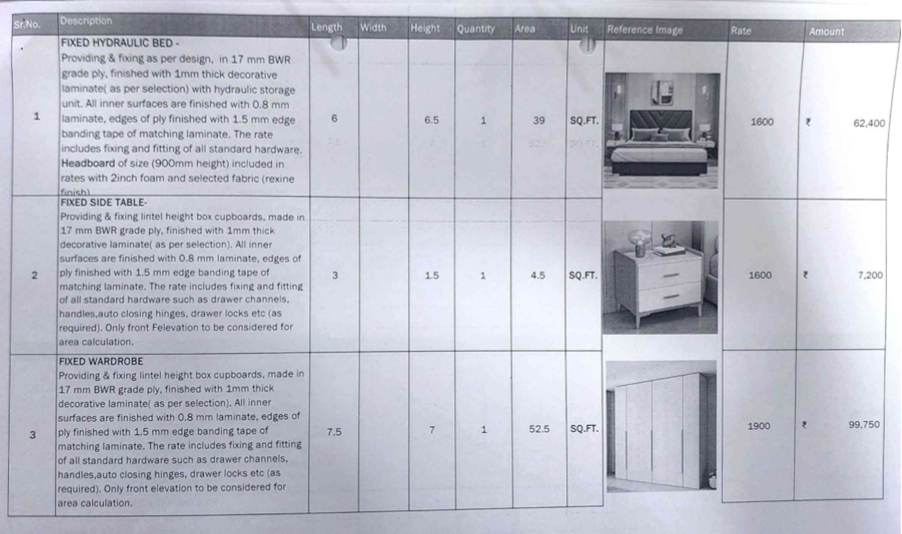 Sr.No. Description Length Width Height Quantity Area Unit Reference Image Rate Amount
FIXED HYDRAULIC BED -
Providing & fixing as per design, in 17 mm BWR
grade ply, finished with 1mm thick decorative
laminate( as per selection) with hydraulic storage
unit. All inner surfaces are finished with 0.8 mm
1 laminate, edges of ply finished with 1.5 mm edge 6 6.5 1 39 SQ.FT. 1600 ₹ 62,400
banding tape of matching laminate. The rate
includes fixing and fitting of all standard hardware.
Headboard of size (900mm height) included in
rates with 2inch foam and selected fabric (rexine
finish)
FIXED SIDE TABLE-
Providing & fixing lintel height box cupboards, made in
17 mm BWR grade ply, finished with 1mm thick
decorative laminate( as per selection). All inner
surfaces are finished with 0.8 mm laminate, edges of
2 ply finished with 1.5 mm edge banding tape of 3 1.5 1 4.5 SQ.FT. 1600 ₹ 7,200
matching laminate. The rate includes fixing and fitting
of all standard hardware such as drawer channels,
handles,auto closing hinges, drawer locks etc (as
required). Only front Felevation to be considered for
area calculation.
FIXED WARDROBE
Providing & fixing lintel height box cupboards, made in
17 mm BWR grade ply, finished with 1mm thick
decorative laminate( as per selection). All inner
surfaces are finished with 0.8 mm laminate, edges of
3 ply finished with 1.5 mm edge banding tape of 7.5 7 1 52.5 SQ.FT. 1900 ₹ 99,750
matching laminate. The rate includes fixing and fitting
of all standard hardware such as drawer channels,
handles,auto closing hinges, drawer locks etc (as
required). Only front elevation to be considered for
area calculation.